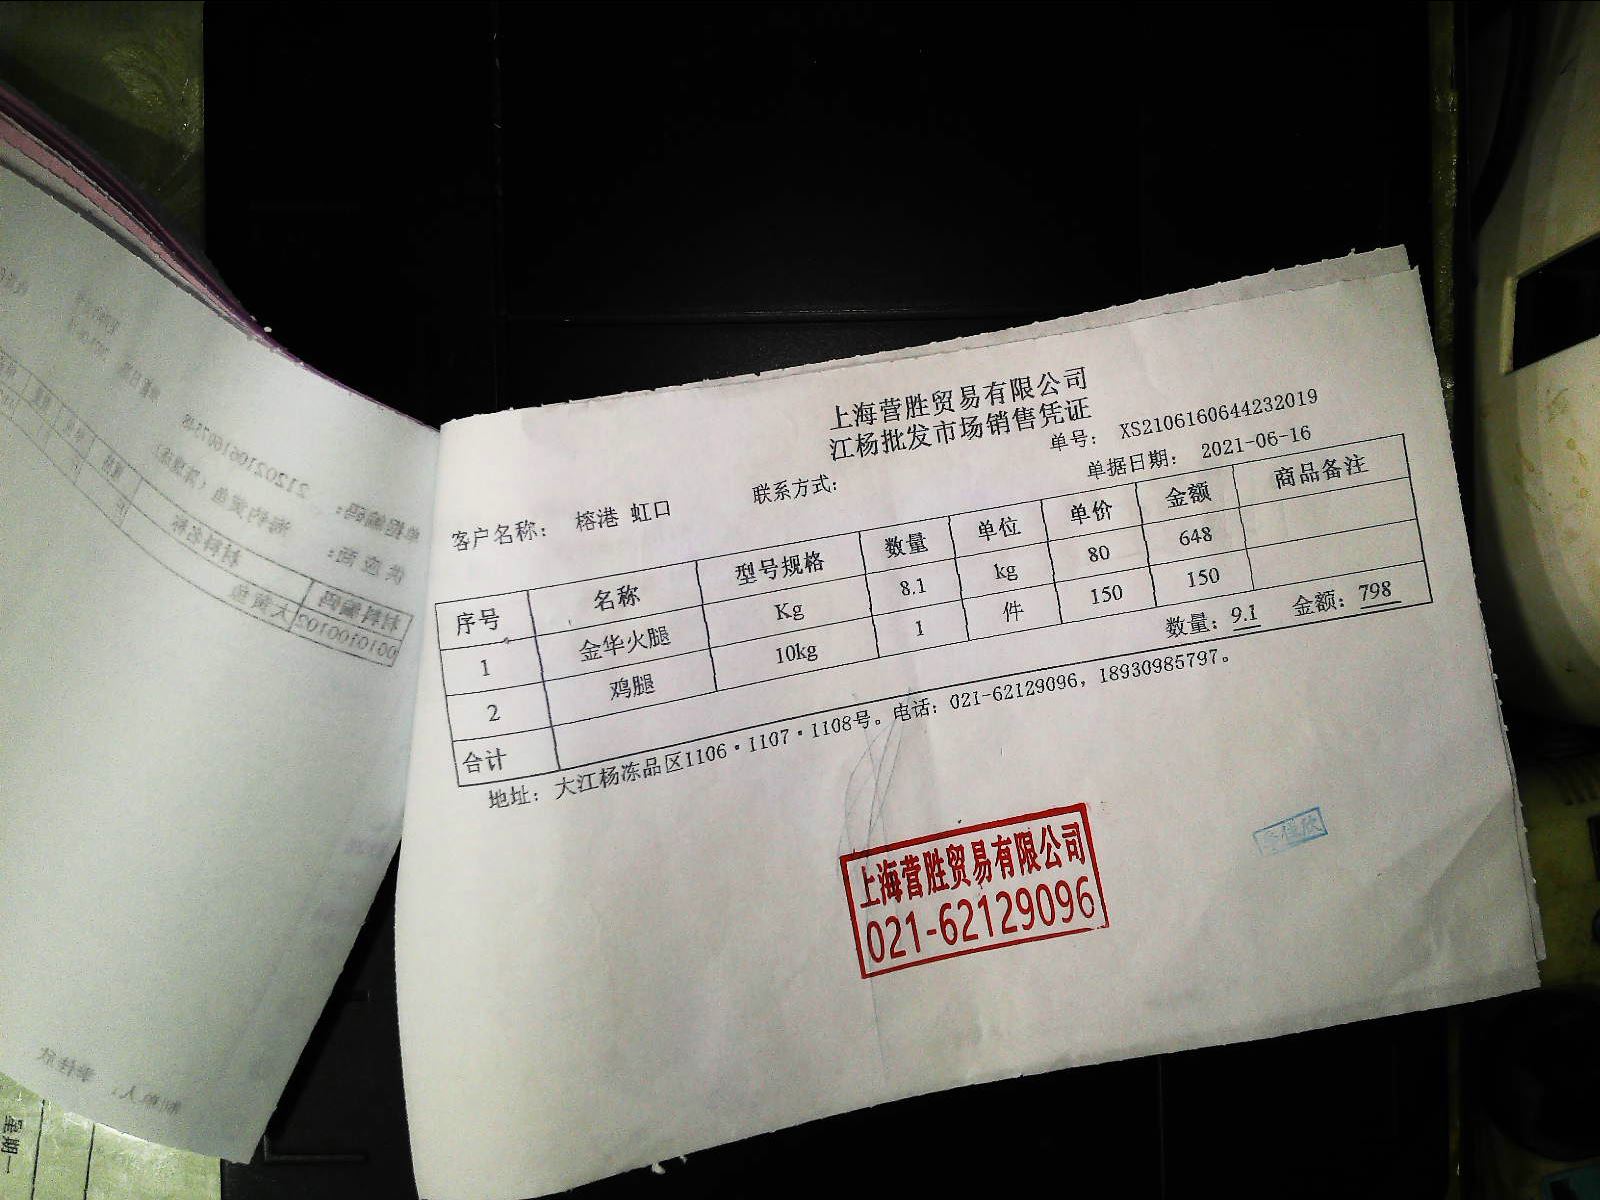 上海营胜贸易有限公司
江杨批发市场销售凭证
单号： XS2106160644232019
客户名称： 榕港 虹口 联系方式： 单据日期： 2021-06-16
序号 名称 型号规格 数量 单位 单价 金额 商品备注
1 金华火腿 Kg 8.1 kg 80 648
2 鸡腿 10kg 1 件 150 150
合计 数量：9.1 金额：798
地址： 大江杨冻品区1106·1107·1108号。电话：021-62129096，18930985797。
上海营胜贸易有限公司
021-62129096
星期一